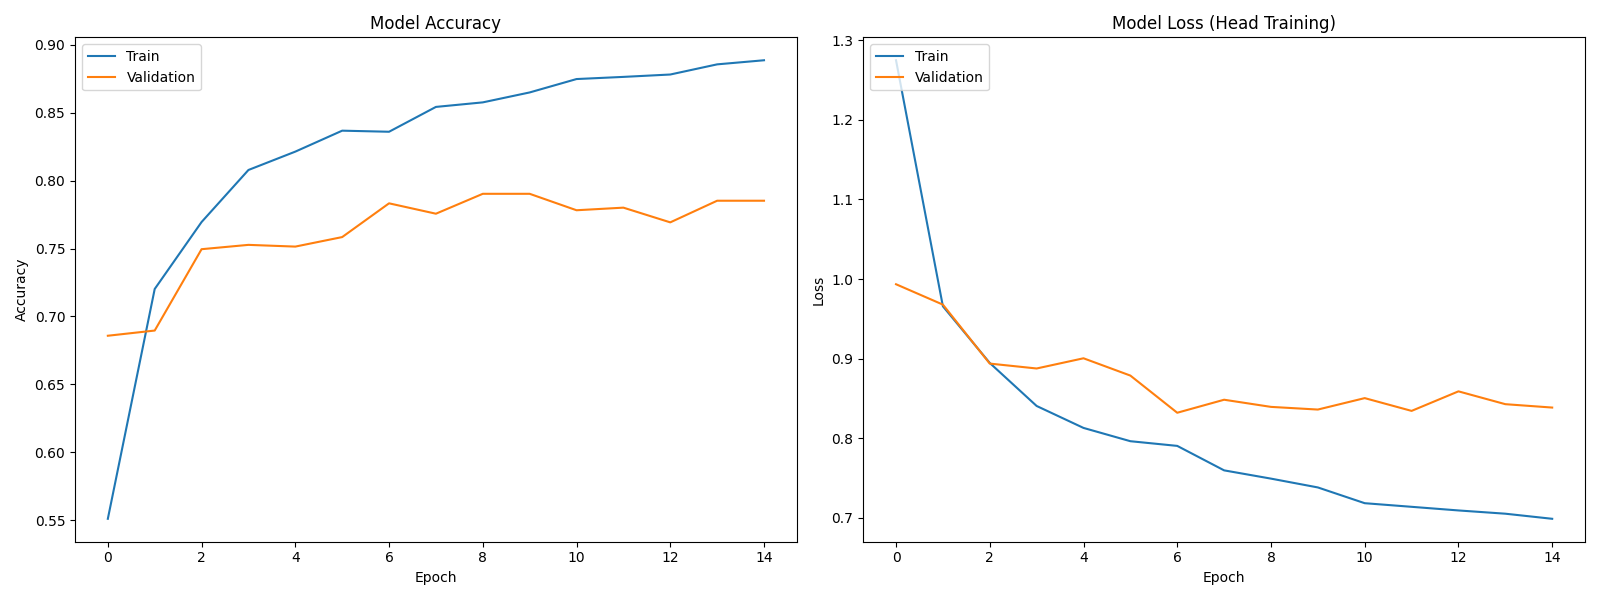 Model Accuracy
Train
Validation
0.90
0.85
0.80
0.75
0.70
0.65
0.60
0.55
Accuracy
0 2 4 6 8 10 12 14
Epoch
Model Loss (Head Training)
Train
Validation
1.3
1.2
1.1
1.0
0.9
0.8
0.7
Loss
0 2 4 6 8 10 12 14
Epoch